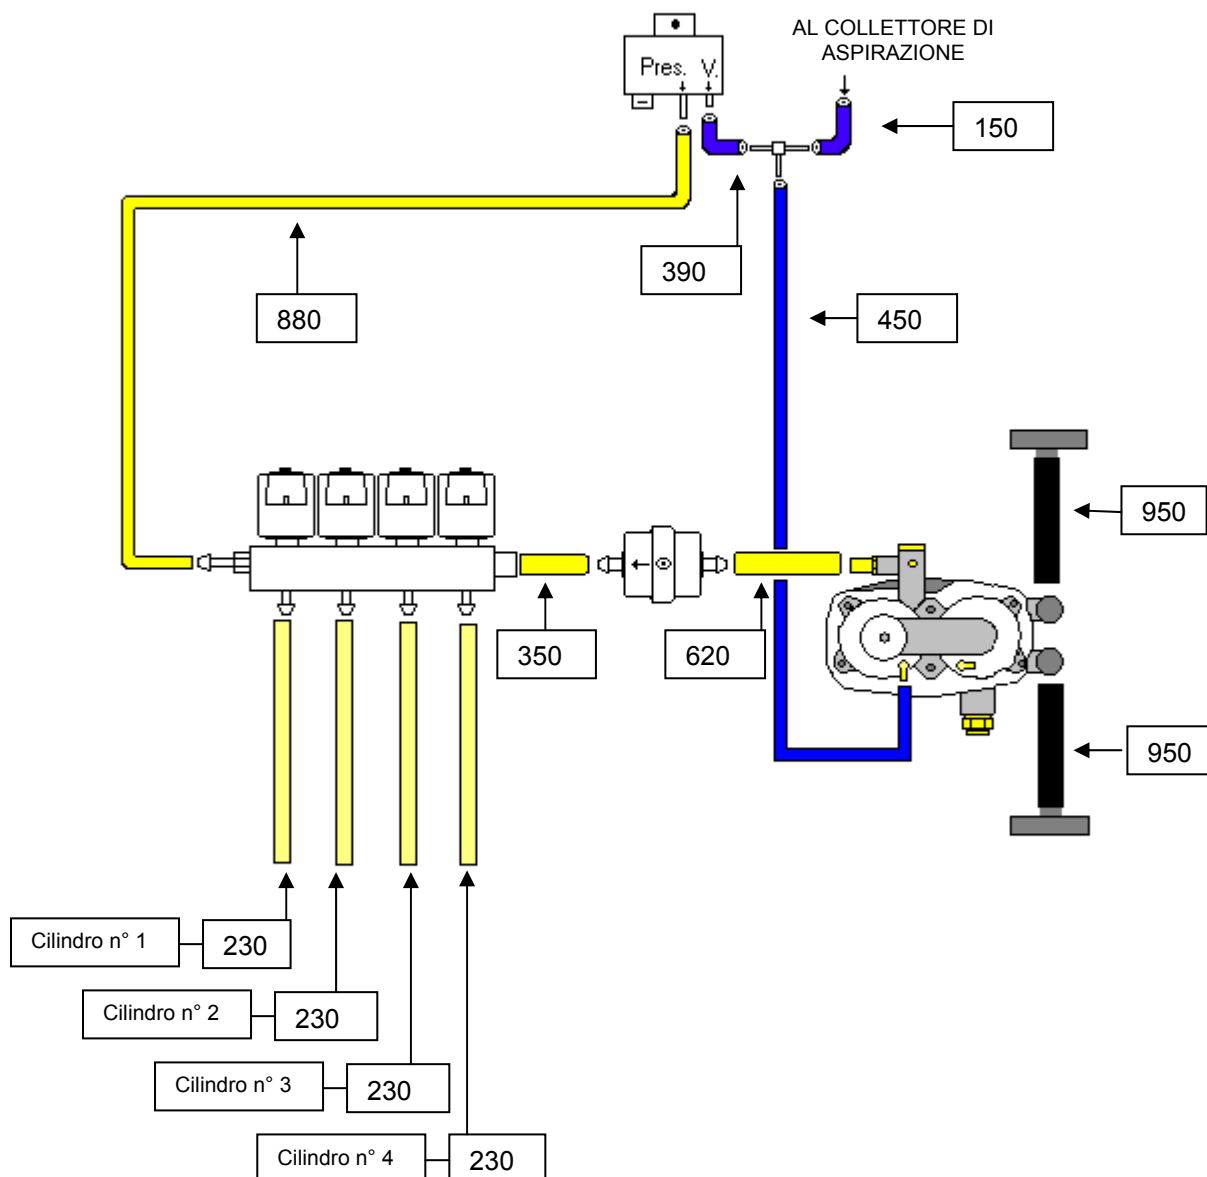 AL COLLETTORE DI
ASPIRAZIONE
Pres. V.
150
390
880
450
950
350
620
950
Cilindro n° 1
230
Cilindro n° 2
230
Cilindro n° 3
230
Cilindro n° 4
230